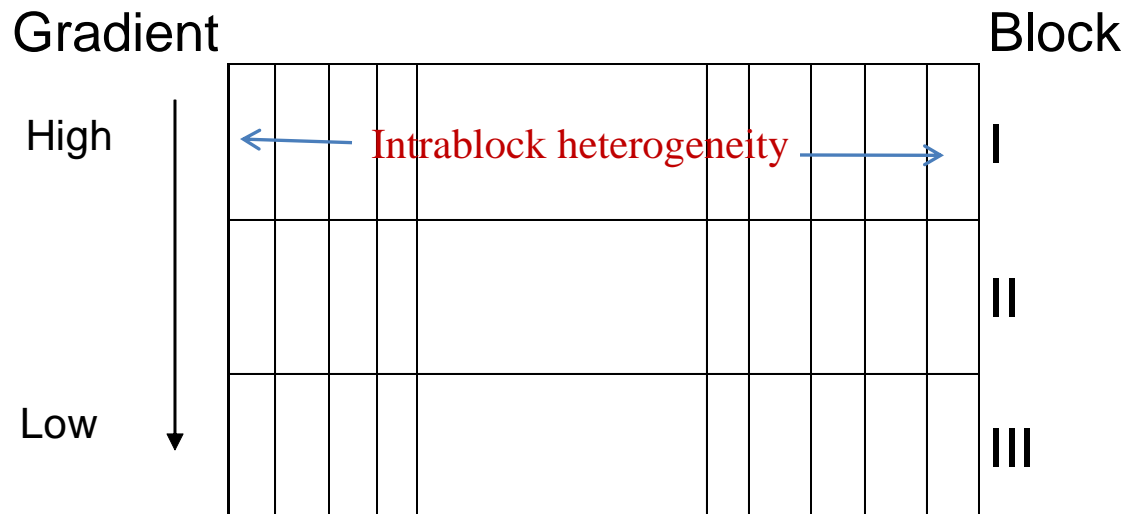 Gradient
Block
High
Intrablock heterogeneity
I
II
Low
III